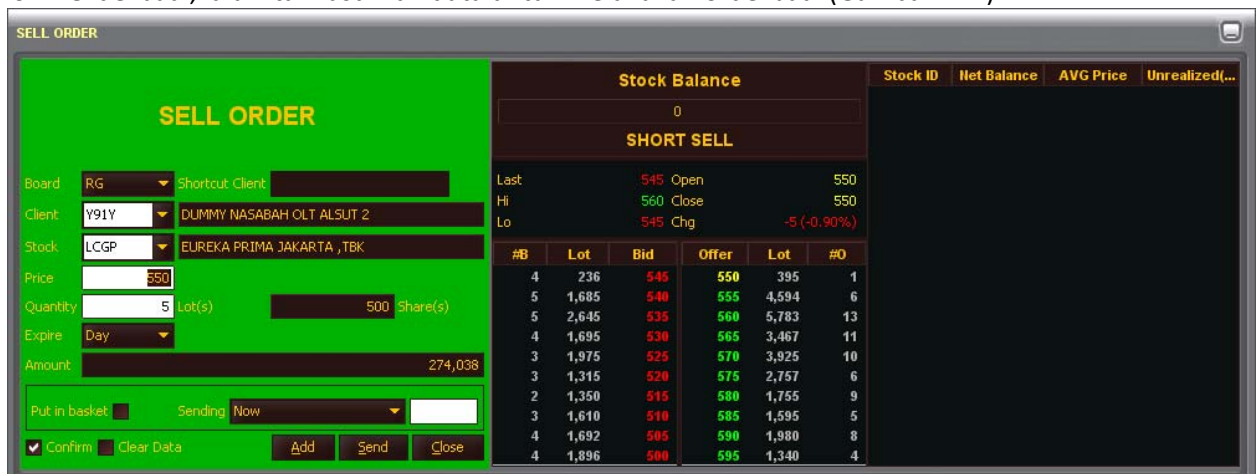 SELL ORDER
SELL ORDER
Board RG Shortcut Client
Client Y91Y DUMMY NASABAH OLT ALSUT 2
Stock LCGP EUREKA PRIMA JAKARTA ,TBK
Price 550
Quantity 5 Lot(s) 500 Share(s)
Expire Day
Amount 274,038
Put in basket Sending Now
Confirm Clear Data Add Send Close
Stock Balance
0
SHORT SELL
Last 545 Open 550
Hi 560 Close 550
Lo 545 Chg -5 (-0.90%)
#B Lot Bid Offer Lot #O
4 236 545 550 395 1
5 1,685 540 555 4,594 6
5 2,645 535 560 5,783 13
4 1,695 530 565 3,467 11
3 1,975 525 570 3,925 10
3 1,315 520 575 2,757 6
2 1,350 515 580 1,755 9
3 1,610 510 585 1,595 5
4 1,692 505 590 1,980 8
4 1,896 500 595 1,340 4
Stock ID Net Balance AVG Price Unrealized(...